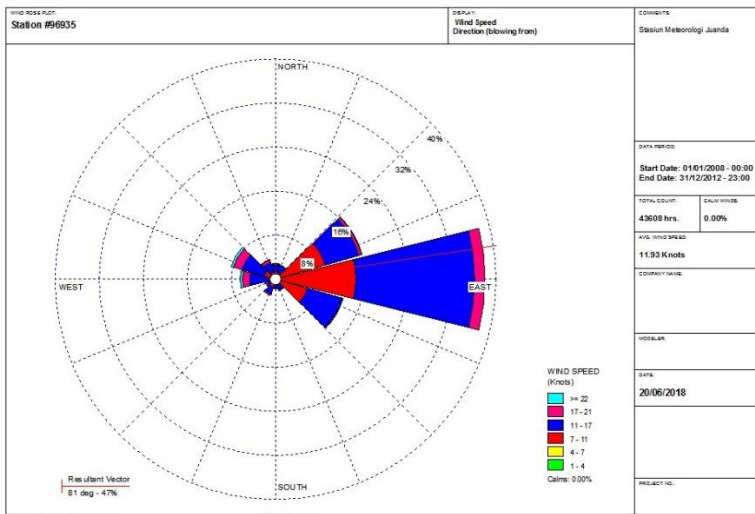 WIND ROSE PLOT:
Station #96935
DISPLAY:
Wind Speed
Direction (blowing from)
COMMENTS:
Stasiun Meteorologi Juanda
NORTH
40%
32%
24%
16%
8%
WEST
EAST
SOUTH
WIND SPEED
(Knots)
>= 22
17 - 21
11 - 17
7 - 11
4 - 7
1 - 4
Calms: 0.00%
Resultant Vector
81 deg - 47%
DATA PERIOD:
Start Date: 01/01/2008 - 00:00
End Date: 31/12/2012 - 23:00
TOTAL COUNT:
43608 hrs.
CALM WINDS:
0.00%
AVG. WIND SPEED:
11.93 Knots
COMPANY NAME:
MODELER:
DATE:
20/06/2018
PROJECT NO.: